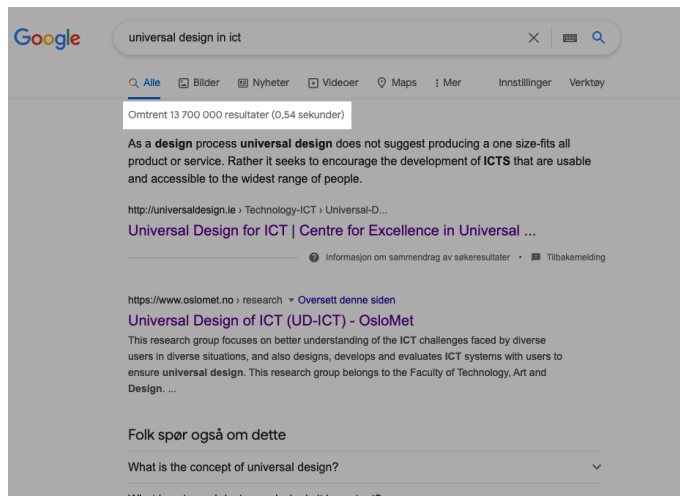 Google
universal design in ict
Alle Bilder Nyheter Videoer Maps Mer Innstillinger Verktøy
Omtrent 13 700 000 resultater (0,54 sekunder)
As a design process universal design does not suggest producing a one size-fits all
product or service. Rather it seeks to encourage the development of ICTS that are usable
and accessible to the widest range of people.
http://universaldesign.ie › Technology-ICT › Universal-D...
Universal Design for ICT | Centre for Excellence in Universal ...
Informasjon om sammendrag av søkeresultater • Tilbakemelding
https://www.oslomet.no › research Oversett denne siden
Universal Design of ICT (UD-ICT) - OsloMet
This research group focuses on better understanding of the ICT challenges faced by diverse
users in diverse situations, and also designs, develops and evaluates ICT systems with users to
ensure universal design. This research group belongs to the Faculty of Technology, Art and
Design. ...
Folk spør også om dette
What is the concept of universal design?